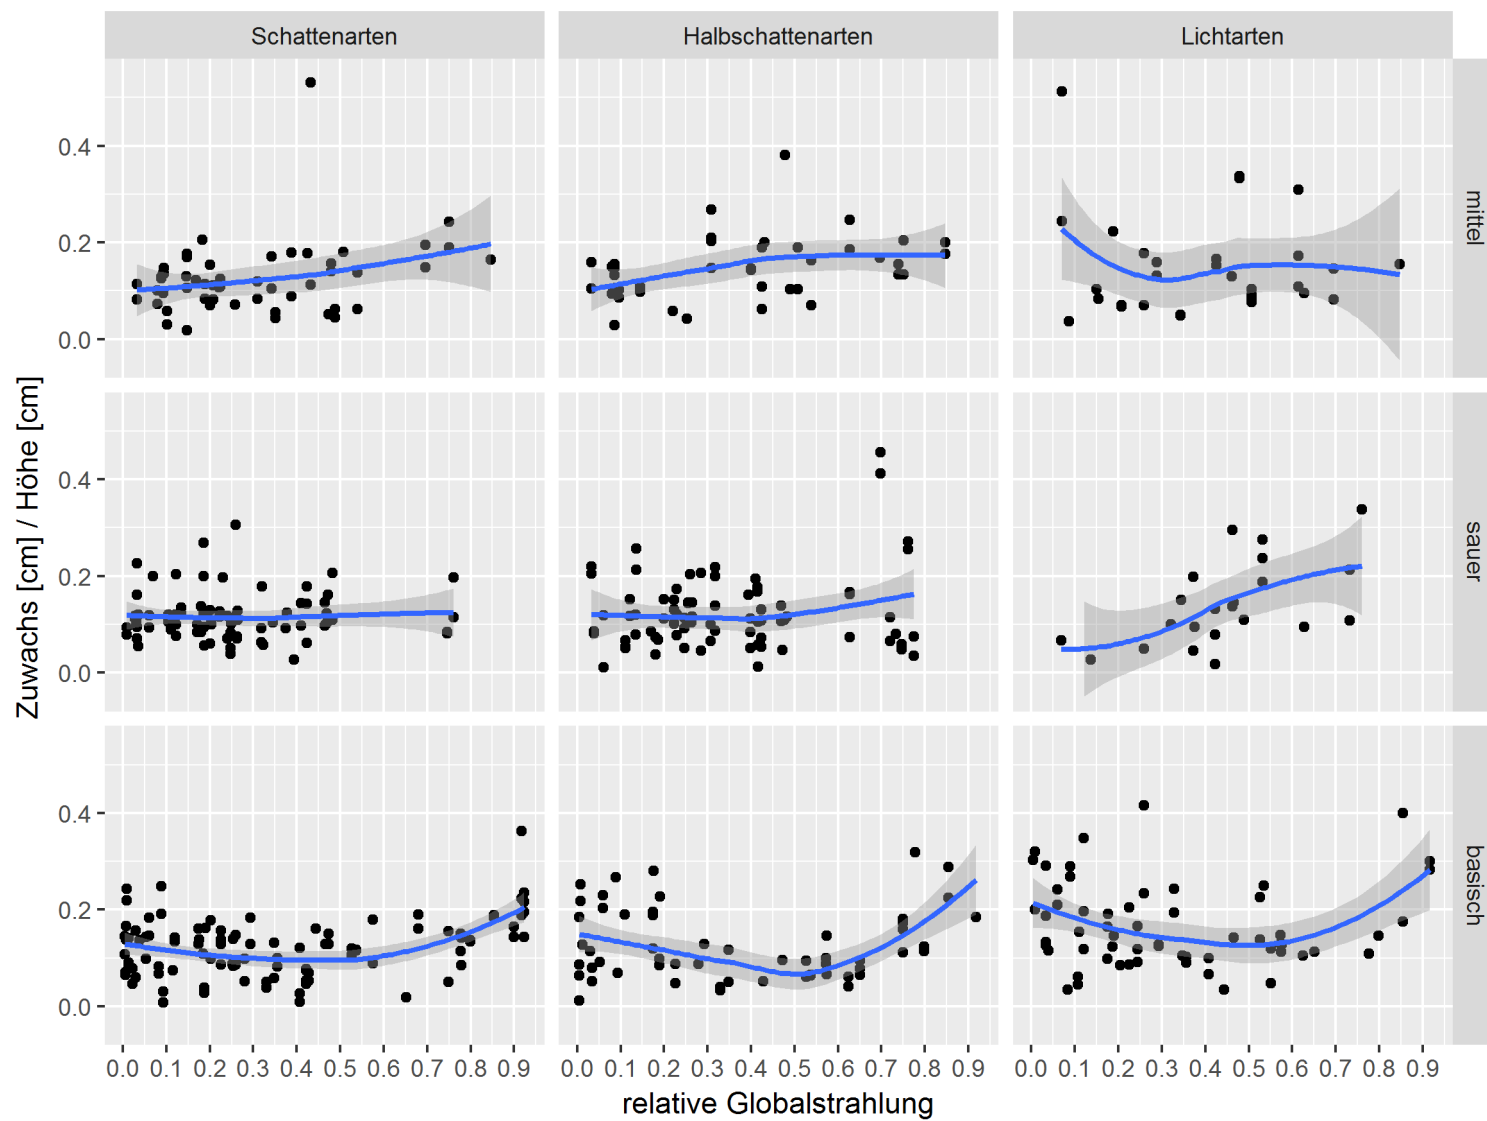 Schattenarten Halbschattenarten Lichtarten
0.4
0.2
0.0
mittel
Zuwachs [cm] / Höhe [cm]
0.4
0.2
0.0
sauer
0.4
0.2
0.0
basisch
0.0 0.1 0.2 0.3 0.4 0.5 0.6 0.7 0.8 0.9 0.0 0.1 0.2 0.3 0.4 0.5 0.6 0.7 0.8 0.9 0.0 0.1 0.2 0.3 0.4 0.5 0.6 0.7 0.8 0.9
relative Globalstrahlung